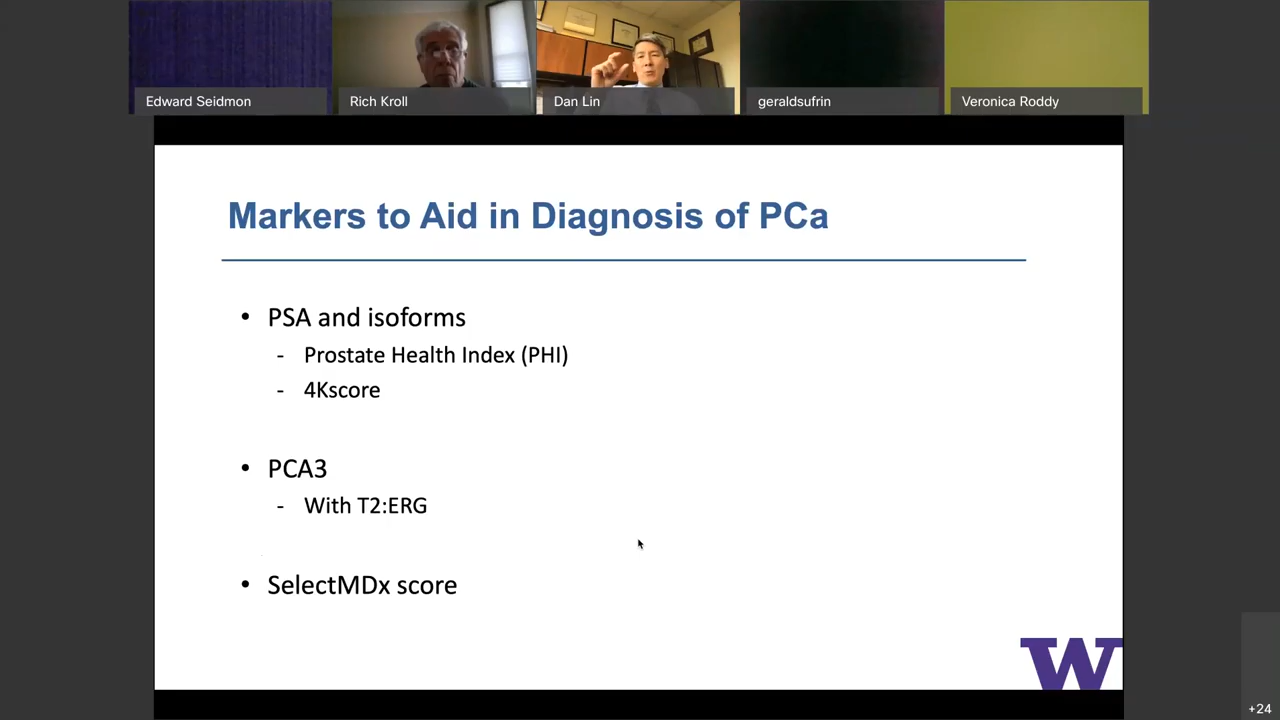 Edward Seidmon
Rich Kroll
Dan Lin
geraldsufrin
Veronica Roddy
Markers to Aid in Diagnosis of PCa
• PSA and isoforms
- Prostate Health Index (PHI)
- 4Kscore
• PCA3
- With T2:ERG
• SelectMDx score
W
+24